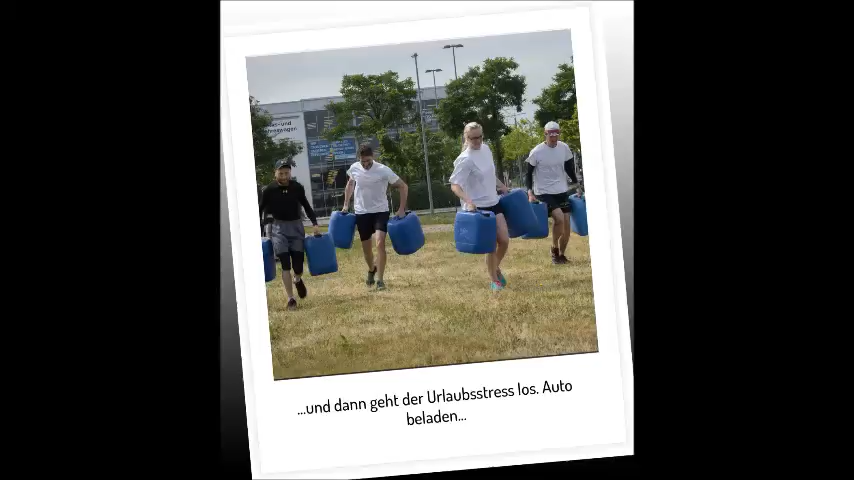 ...und dann geht der Urlaubsstress los. Auto
beladen...